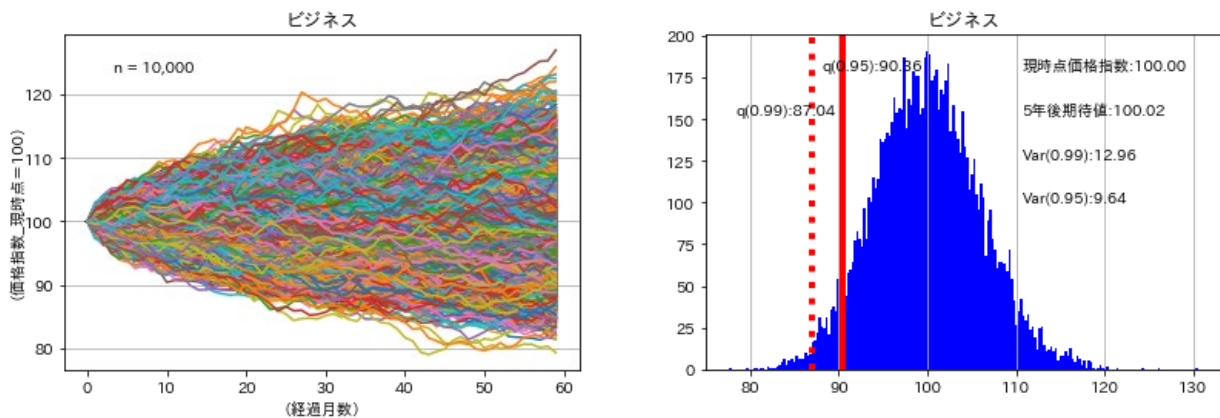 ビジネス
n = 10,000
120
110
100
90
80
0 10 20 30 40 50 60
(経過月数)
(価格指数_現時点=100)
ビジネス
200
175
150
125
100
75
50
25
0
80 90 100 110 120 130
q(0.95):90.36
q(0.99):87.04
現時点価格指数:100.00
5年後期待値:100.02
Var(0.99):12.96
Var(0.95):9.64